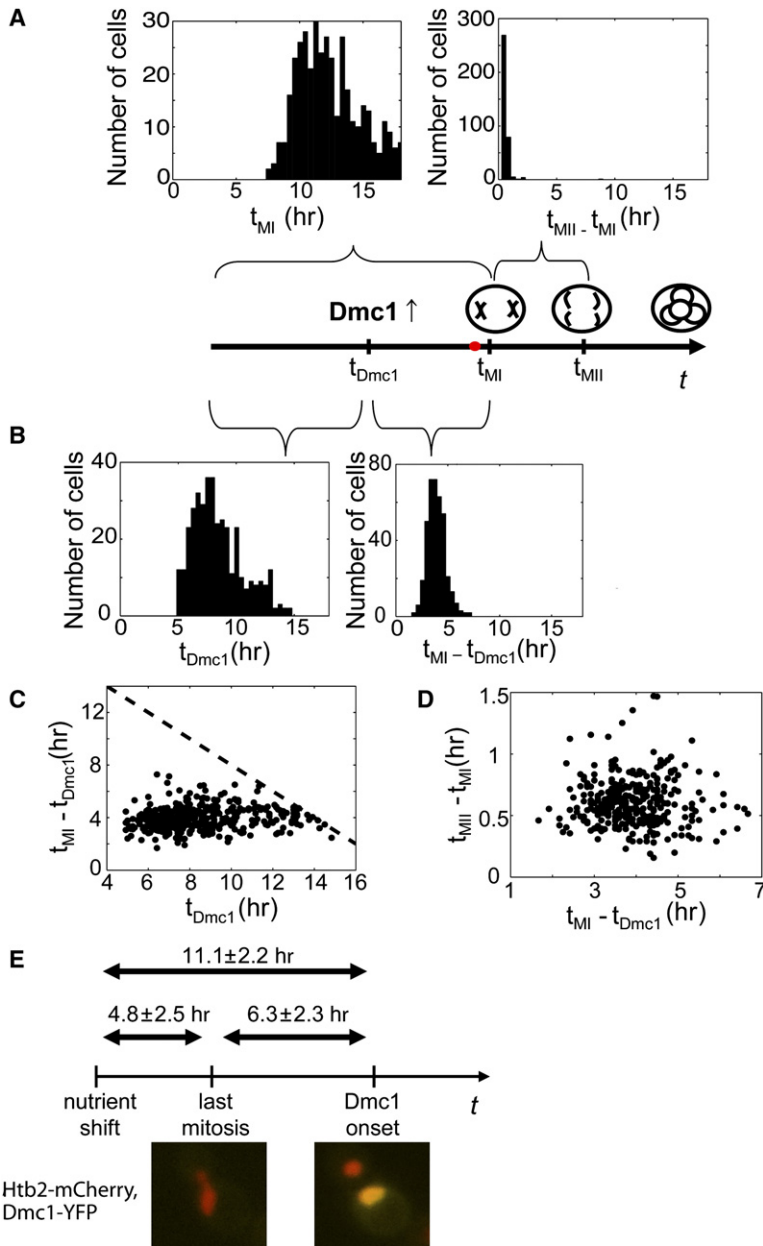 A
Number of cells
30
20
10
0
0 5 10 15
t_MI (hr)
Number of cells
300
200
100
0
0 5 10 15
t_MII - t_MI (hr)
Dmc1 ↑
t_Dmc1 t_MI t_MII t
B
Number of cells
40
20
0
0 5 10 15
t_Dmc1 (hr)
Number of cells
80
40
0
0 5 10 15
t_MI – t_Dmc1 (hr)
C
t_MI - t_Dmc1 (hr)
12
8
4
0
4 6 8 10 12 14 16
t_Dmc1 (hr)
D
t_MII - t_MI (hr)
1.5
1
0.5
0
1 3 5 7
t_MI - t_Dmc1 (hr)
E
11.1±2.2 hr
4.8±2.5 hr 6.3±2.3 hr
nutrient shift
last mitosis
Dmc1 onset
t
Htb2-mCherry,
Dmc1-YFP